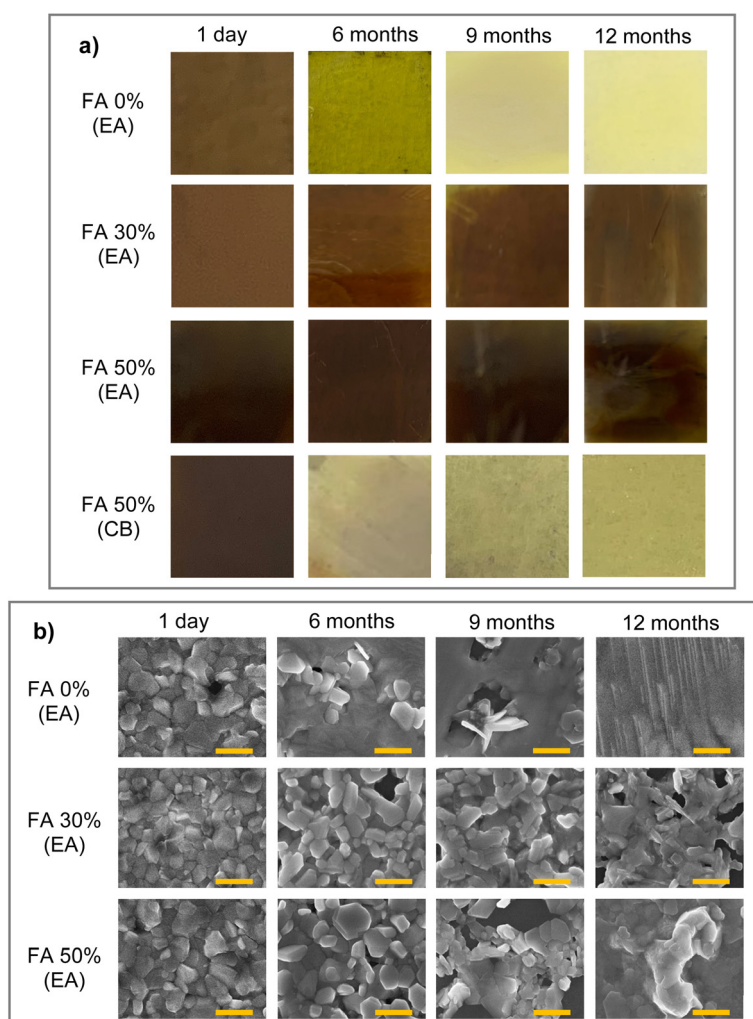 a)
1 day 6 months 9 months 12 months
FA 0%
(EA)
FA 30%
(EA)
FA 50%
(EA)
FA 50%
(CB)
b)
1 day 6 months 9 months 12 months
FA 0%
(EA)
FA 30%
(EA)
FA 50%
(EA)